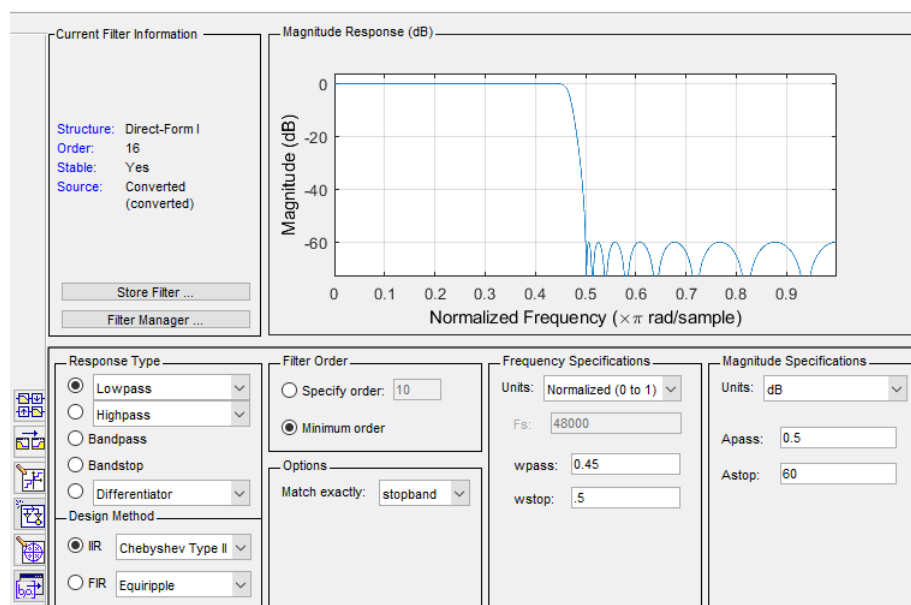 Current Filter Information
Structure: Direct-Form I
Order: 16
Stable: Yes
Source: Converted
(converted)
Store Filter ...
Filter Manager ...
Magnitude Response (dB)
Magnitude (dB)
0
-20
-40
-60
0 0.1 0.2 0.3 0.4 0.5 0.6 0.7 0.8 0.9
Normalized Frequency (×π rad/sample)
Response Type
Lowpass
Highpass
Bandpass
Bandstop
Differentiator
Design Method
IIR Chebyshev Type II
FIR Equiripple
Filter Order
Specify order: 10
Minimum order
Options
Match exactly: stopband
Frequency Specifications
Units: Normalized (0 to 1)
Fs: 48000
wpass: 0.45
wstop: .5
Magnitude Specifications
Units: dB
Apass: 0.5
Astop: 60
[b,a]